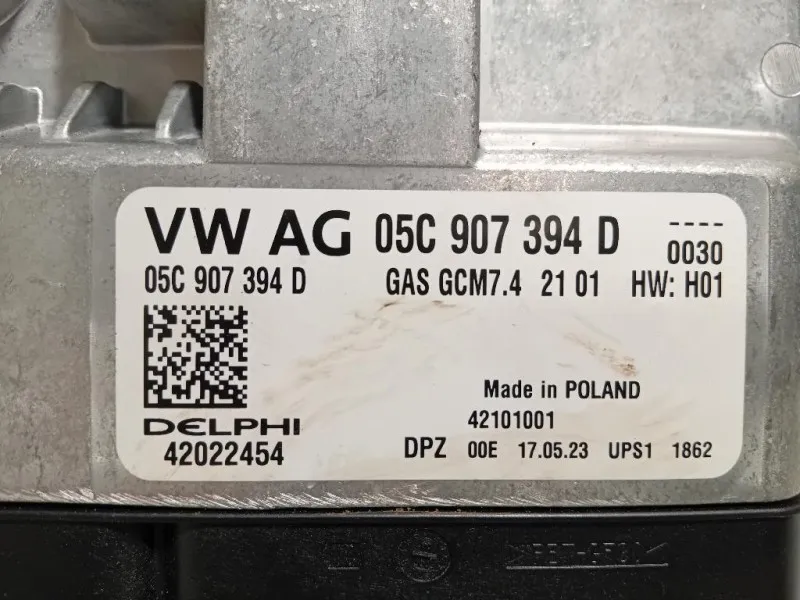 VW AG 05C 907 394 D ----
0030
05C 907 394 D GAS GCM7.4 21 01 HW: H01
Made in POLAND
DELPHI 42101001
42022454 DPZ 00E 17.05.23 UPS1 1862